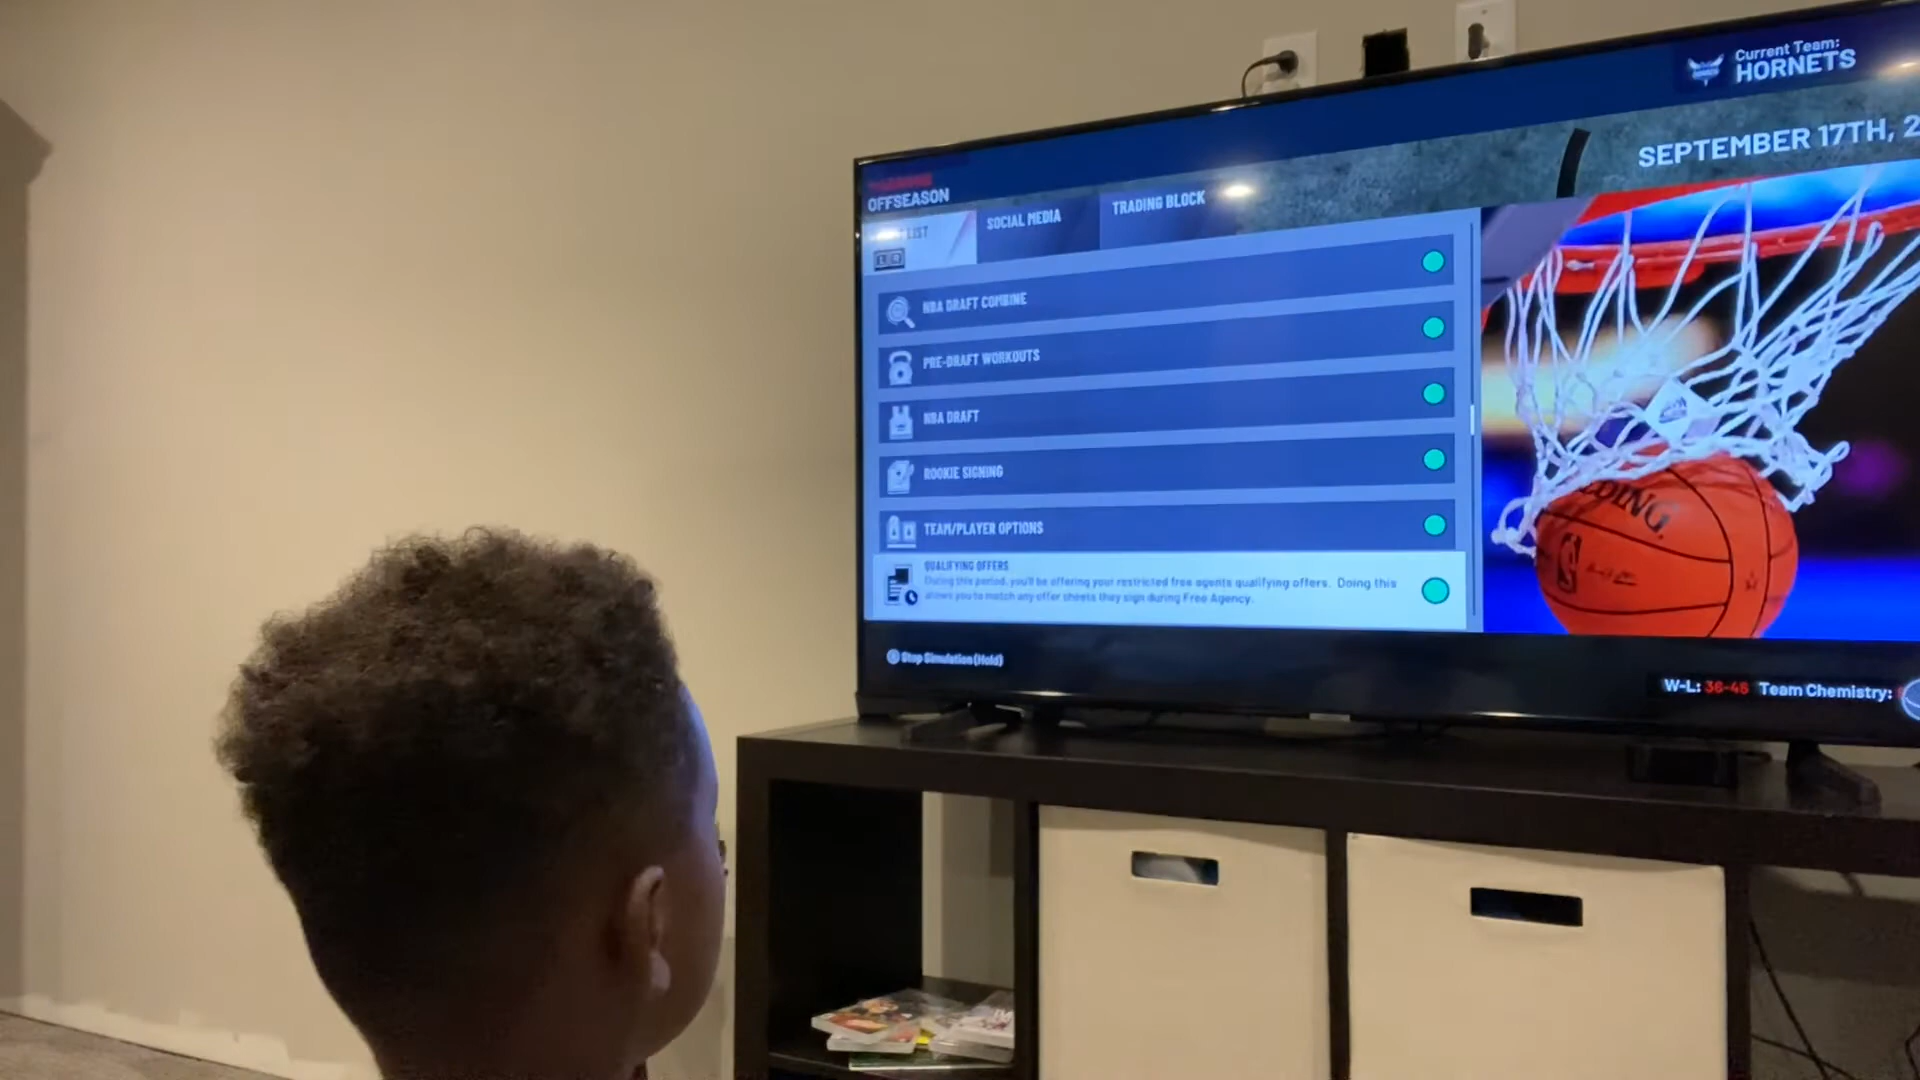 Current Team:
HORNETS
SEPTEMBER 17TH, 2
OFFSEASON
LIST
SOCIAL MEDIA
TRADING BLOCK
NBA DRAFT COMBINE
PRE-DRAFT WORKOUTS
NBA DRAFT
ROOKIE SIGNING
TEAM/PLAYER OPTIONS
QUALIFYING OFFERS
During this period, you'll be offering your restricted free agents qualifying offers. Doing this
allows you to match any offer sheets they sign during Free Agency.
Stop Simulation (Hold)
W-L: 36-46 Team Chemistry:
DING